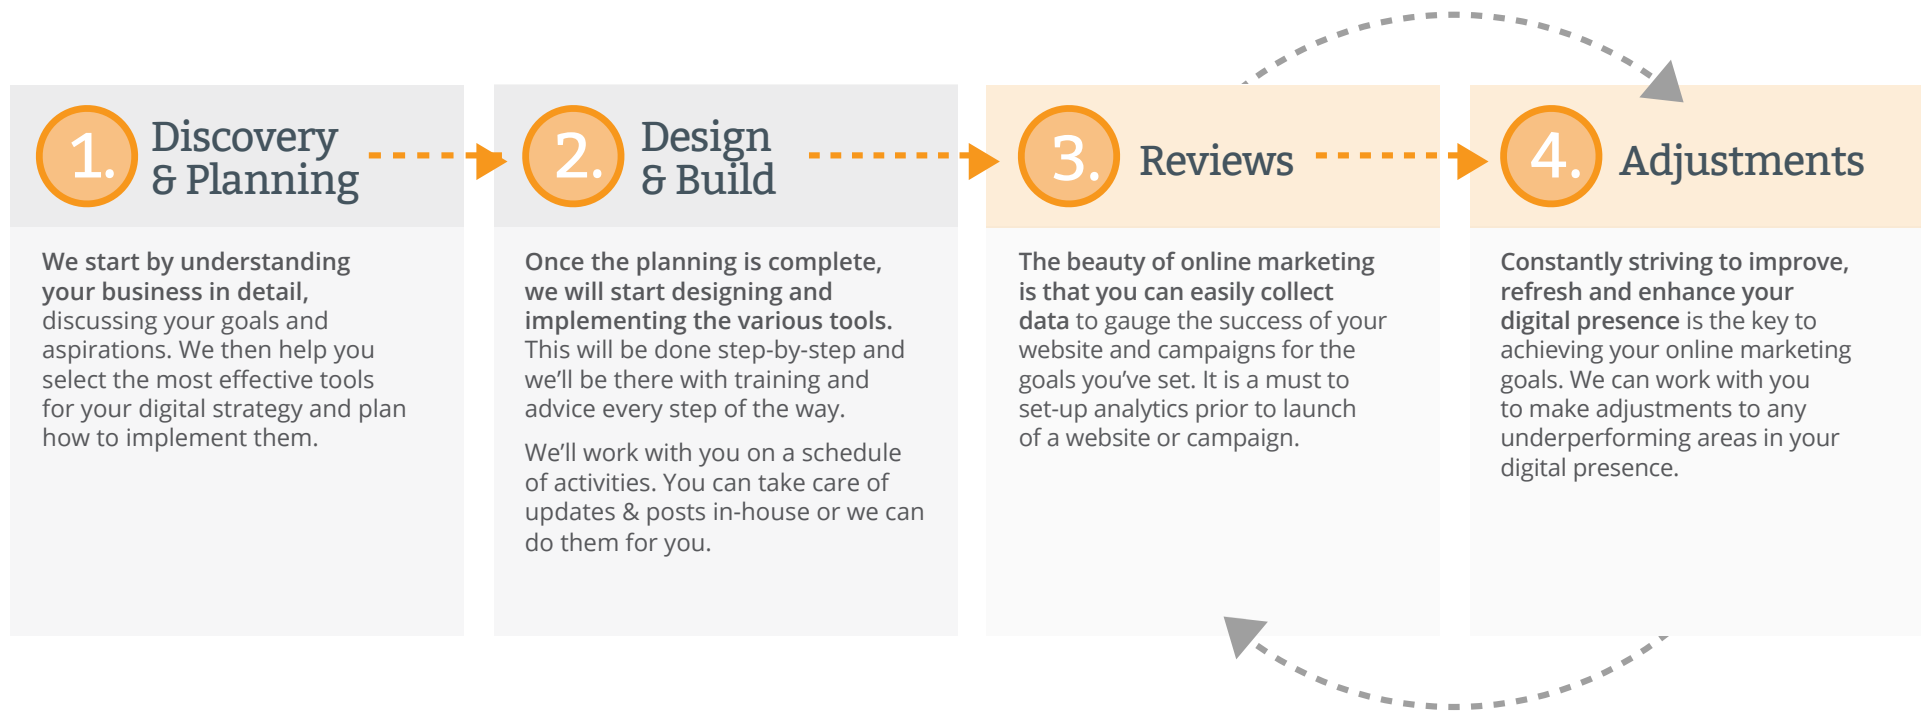 1.
Discovery
& Planning
We start by understanding
your business in detail,
discussing your goals and
aspirations. We then help you
select the most effective tools
for your digital strategy and plan
how to implement them.
2.
Design
& Build
Once the planning is complete,
we will start designing and
implementing the various tools.
This will be done step-by-step and
we’ll be there with training and
advice every step of the way.
We’ll work with you on a schedule
of activities. You can take care of
updates & posts in-house or we can
do them for you.
3.
Reviews
The beauty of online marketing
is that you can easily collect
data to gauge the success of your
website and campaigns for the
goals you’ve set. It is a must to
set-up analytics prior to launch
of a website or campaign.
4.
Adjustments
Constantly striving to improve,
refresh and enhance your
digital presence is the key to
achieving your online marketing
goals. We can work with you
to make adjustments to any
underperforming areas in your
digital presence.